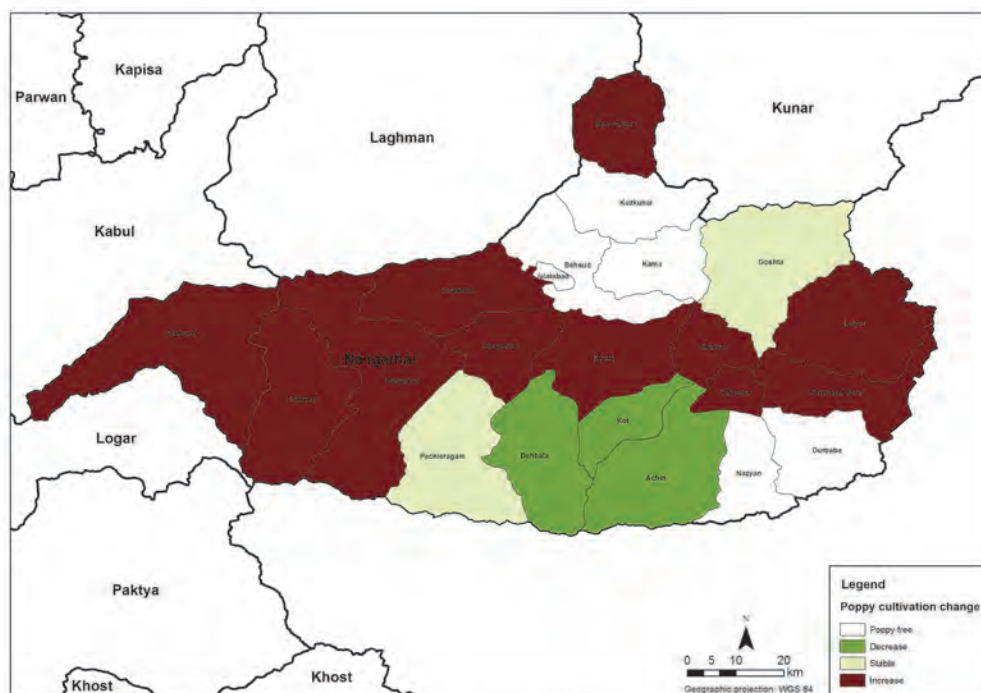 Kapisa
Parwan
Kunar
Laghman
Kuzkunar
Kabul
Behsud
Kama
Goshta
Jalalabad
Lalpur
Nangarhar
Logar
Kot
Pachieragam
Dehbala
Durbaba
Nazyan
Achin
Paktya
Khost
Khost
N
0 5 10 20
km
Geographic projection: WGS 84
Legend
Poppy cultivation change
Poppy free
Decrease
Stable
Increase